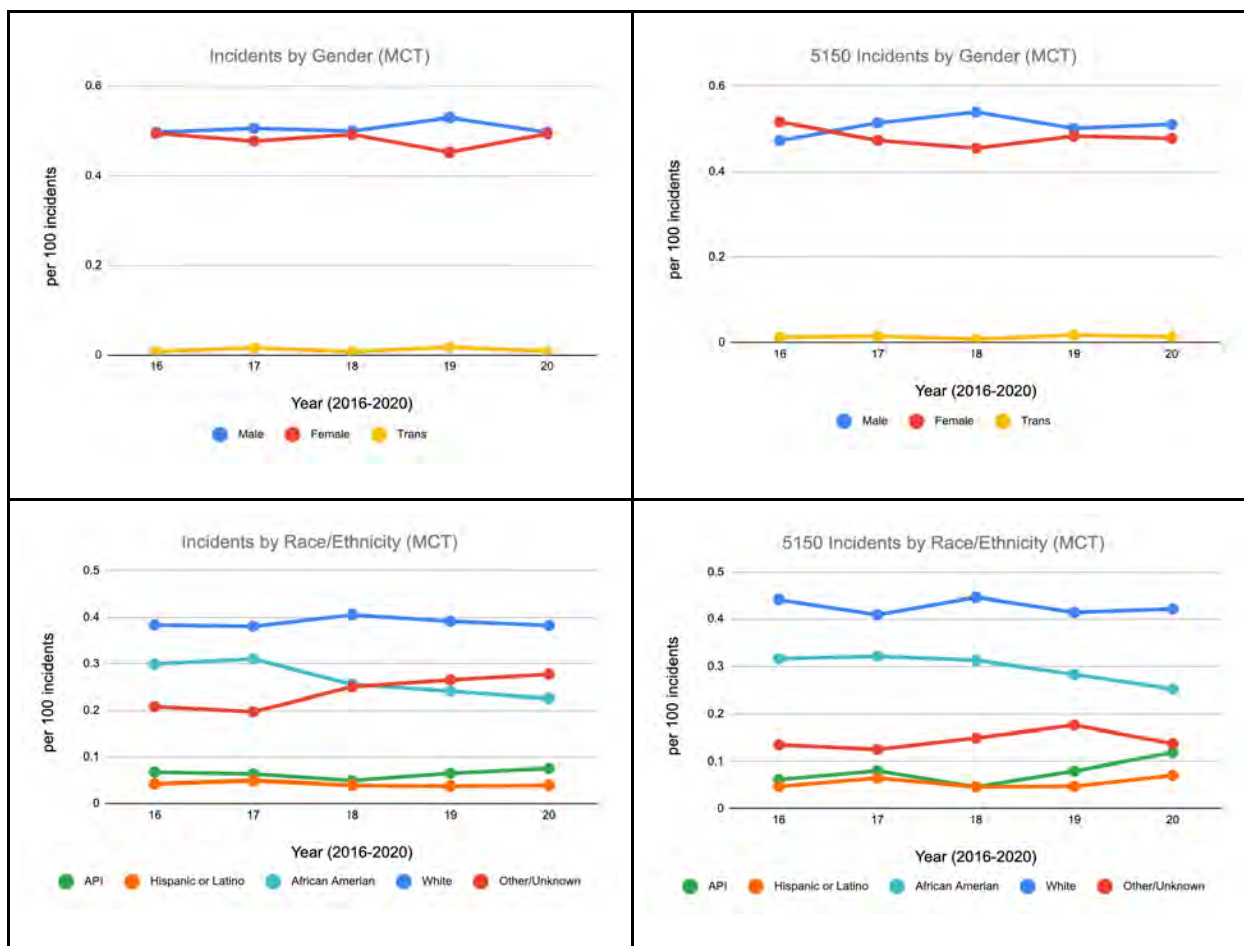 Incidents by Gender (MCT)
per 100 incidents
0.6
0.4
0.2
0
16 17 18 19 20
Year (2016-2020)
Male Female Trans
5150 Incidents by Gender (MCT)
per 100 incidents
0.6
0.4
0.2
0
16 17 18 19 20
Year (2016-2020)
Male Female Trans
Incidents by Race/Ethnicity (MCT)
per 100 incidents
0.5
0.4
0.3
0.2
0.1
0
16 17 18 19 20
Year (2016-2020)
API Hispanic or Latino African Amerian White Other/Unknown
5150 Incidents by Race/Ethnicity (MCT)
per 100 incidents
0.5
0.4
0.3
0.2
0.1
0
16 17 18 19 20
Year (2016-2020)
API Hispanic or Latino African Amerian White Other/Unknown